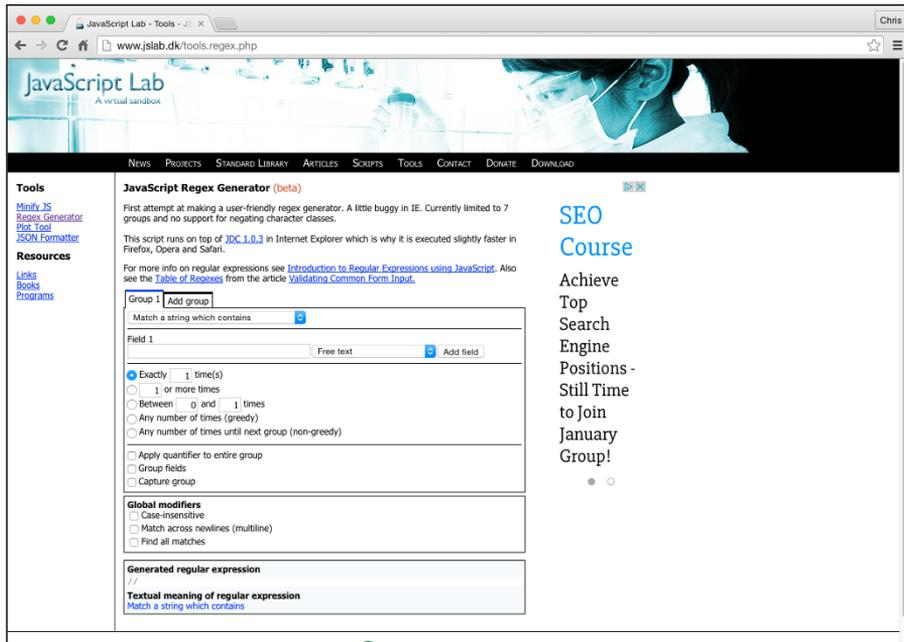 JavaScript Lab - Tools - JS
Chris
www.jslab.dk/tools.regex.php
JavaScript Lab
A virtual sandbox
News Projects Standard Library Articles Scripts Tools Contact Donate Download
Tools
Minify JS
Regex Generator
Plot Tool
JSON Formatter
Resources
Links
Books
Programs
JavaScript Regex Generator (beta)
First attempt at making a user-friendly regex generator. A little buggy in IE. Currently limited to 7
groups and no support for negating character classes.
This script runs on top of JDC 1.0.3 in Internet Explorer which is why it is executed slightly faster in
Firefox, Opera and Safari.
For more info on regular expressions see Introduction to Regular Expressions using JavaScript. Also
see the Table of Regexes from the article Validating Common Form Input.
Group 1 Add group
Match a string which contains
Field 1
Free text Add field
Exactly 1 time(s)
1 or more times
Between 0 and 1 times
Any number of times (greedy)
Any number of times until next group (non-greedy)
Apply quantifier to entire group
Group fields
Capture group
Global modifiers
Case-insensitive
Match across newlines (multiline)
Find all matches
Generated regular expression
//
Textual meaning of regular expression
Match a string which contains
SEO
Course
Achieve
Top
Search
Engine
Positions -
Still Time
to Join
January
Group!